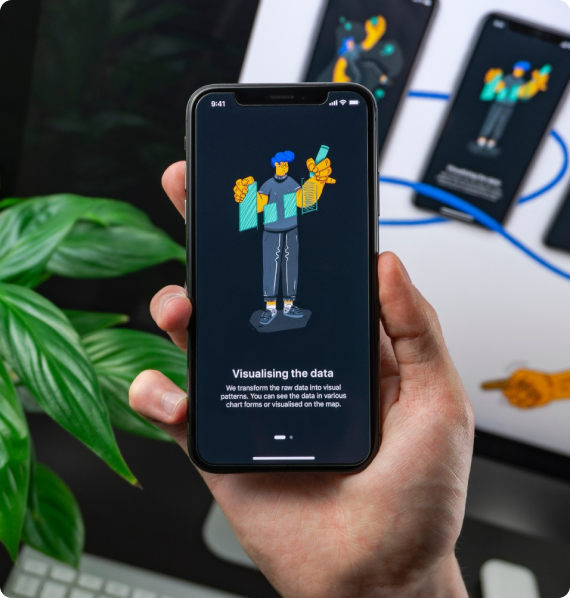 9:41
Visualising the data
We transform the raw data into visual
patterns. You can see the data in various
chart forms or visualised on the map.